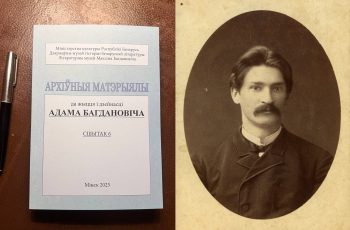 Міністэрства культуры Рэспублікі Беларусь
Дзяржаўны музей гісторыі беларускай літаратуры
Літаратурны музей Максіма Багдановіча
АРХІЎНЫЯ МАТЭРЫЯЛЫ
да жыцця і дзейнасці
АДАМА БАГДАНОВІЧА
СШЫТАК 6
Мінск 2025